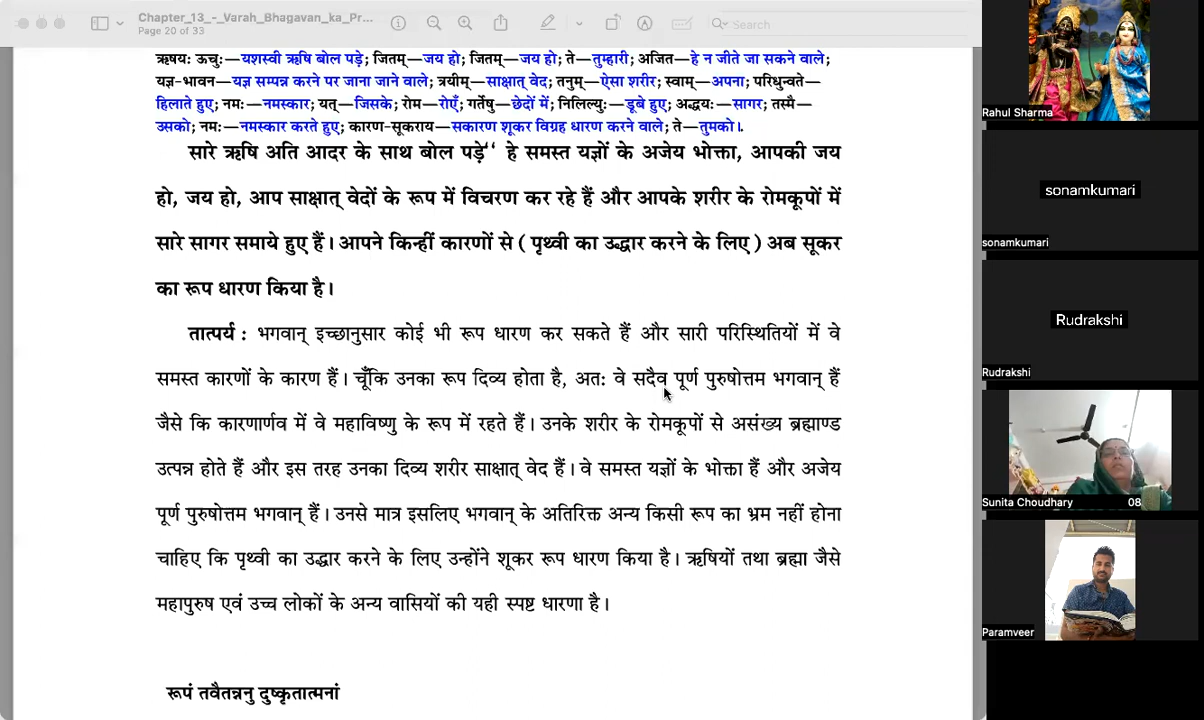 Chapter_13_-_Varah_Bhagavan_ka_Pr...
Page 20 of 33
Search
ऋषयः ऊचुः—यशस्वी ऋषि बोल पड़े; जितम्—जय हो; जितम्—जय हो; ते—तुम्हारी; अजित—हे न जीते जा सकने वाले;
यज्ञ-भावन—यज्ञ सम्पन्न करने पर जाना जाने वाले; त्रयीम्—साक्षात् वेद; तनुम्—ऐसा शरीर; स्वाम्—अपना; परिधुन्वते—
हिलाते हुए; नमः—नमस्कार; यत्—जिसके; रोम—रोएँ; गर्तेषु—छेदों में; निलिल्युः—डूबे हुए; अद्धयः—सागर; तस्मै—
उसको; नमः—नमस्कार करते हुए; कारण-सूकराय—सकारण शूकर विग्रह धारण करने वाले; ते—तुमको।.
सारे ऋषि अति आदर के साथ बोल पड़े“ हे समस्त यज्ञों के अजेय भोक्ता, आपकी जय
हो, जय हो, आप साक्षात् वेदों के रूप में विचरण कर रहे हैं और आपके शरीर के रोमकूपों में
सारे सागर समाये हुए हैं। आपने किन्हीं कारणों से ( पृथ्वी का उद्धार करने के लिए ) अब सूकर
का रूप धारण किया है।
तात्पर्य : भगवान् इच्छानुसार कोई भी रूप धारण कर सकते हैं और सारी परिस्थितियों में वे
समस्त कारणों के कारण हैं। चूँकि उनका रूप दिव्य होता है, अतः वे सदैव पूर्ण पुरुषोत्तम भगवान् हैं
जैसे कि कारणार्णव में वे महाविष्णु के रूप में रहते हैं। उनके शरीर के रोमकूपों से असंख्य ब्रह्माण्ड
उत्पन्न होते हैं और इस तरह उनका दिव्य शरीर साक्षात् वेद हैं। वे समस्त यज्ञों के भोक्ता हैं और अजेय
पूर्ण पुरुषोत्तम भगवान् हैं। उनसे मात्र इसलिए भगवान् के अतिरिक्त अन्य किसी रूप का भ्रम नहीं होना
चाहिए कि पृथ्वी का उद्धार करने के लिए उन्होंने शूकर रूप धारण किया है। ऋषियों तथा ब्रह्मा जैसे
महापुरुष एवं उच्च लोकों के अन्य वासियों की यही स्पष्ट धारणा है।
रूपं तवैतन्ननु दुष्कृतात्मनां
Rahul Sharma
sonamkumari
sonamkumari
Rudrakshi
Rudrakshi
Sunita Choudhary 08
Paramveer